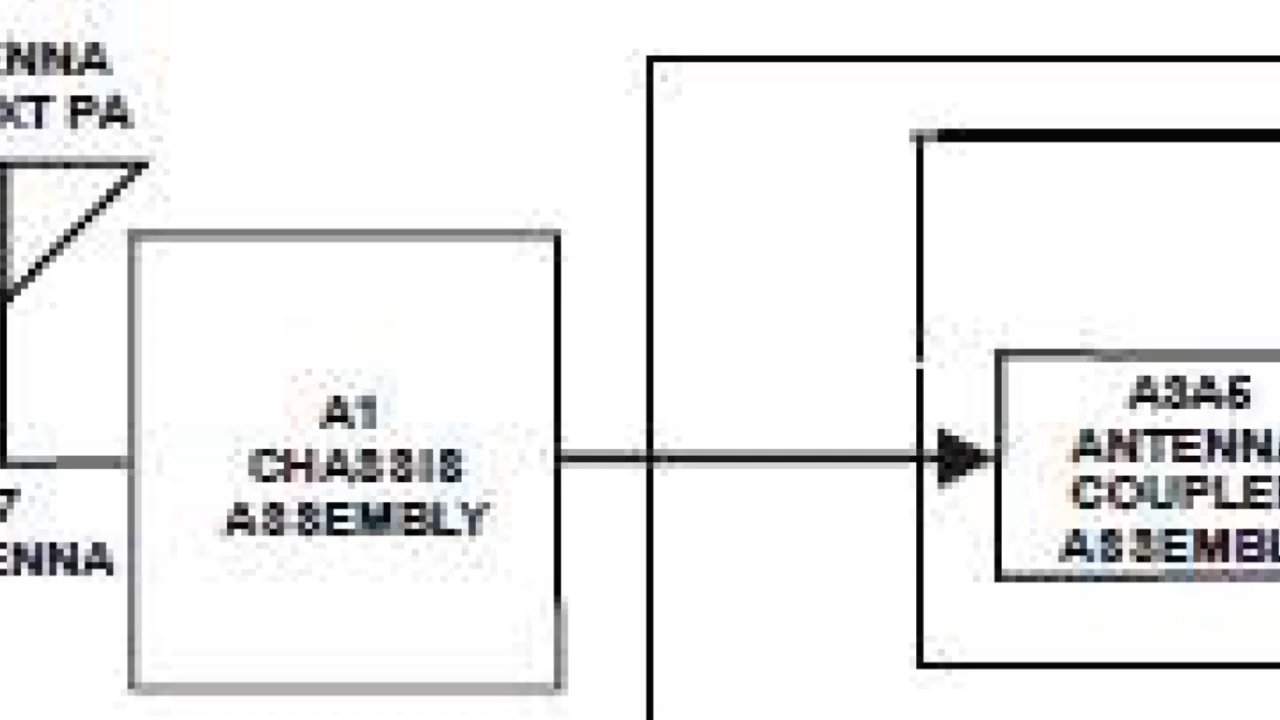 ENNA
XT PA
A1
CHASSIS
ASSEMBLY
7
ENNA
A3A5
ANTENNA
COUPLE
ASSEMBL